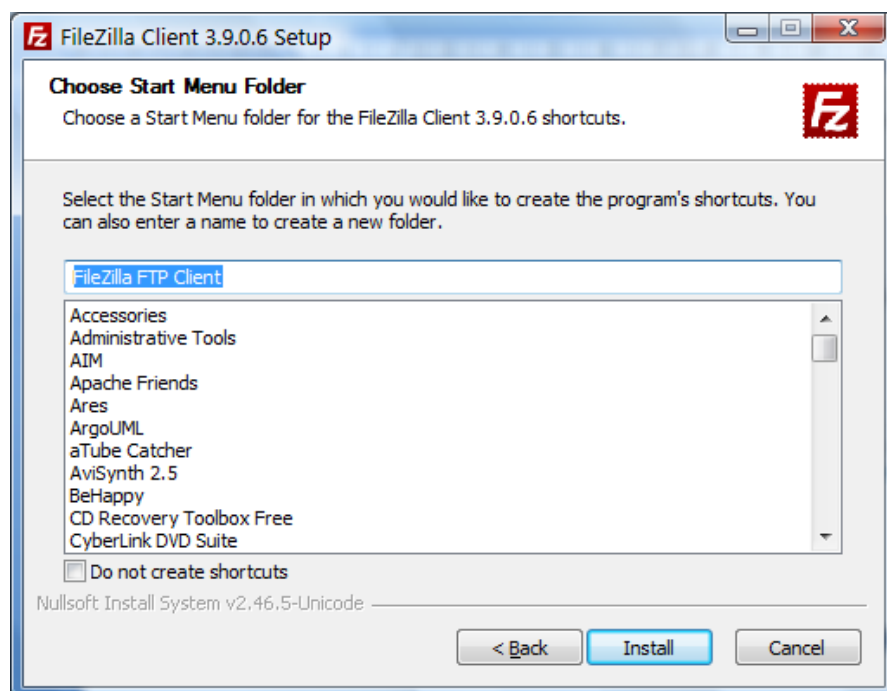 FileZilla Client 3.9.0.6 Setup
Choose Start Menu Folder
Choose a Start Menu folder for the FileZilla Client 3.9.0.6 shortcuts.
Fz
Select the Start Menu folder in which you would like to create the program's shortcuts. You
can also enter a name to create a new folder.
FileZilla FTP Client
Accessories
Administrative Tools
AIM
Apache Friends
Ares
ArgoUML
aTube Catcher
AviSynth 2.5
BeHappy
CD Recovery Toolbox Free
CyberLink DVD Suite
Do not create shortcuts
Nullsoft Install System v2.46.5-Unicode
< Back
Install
Cancel